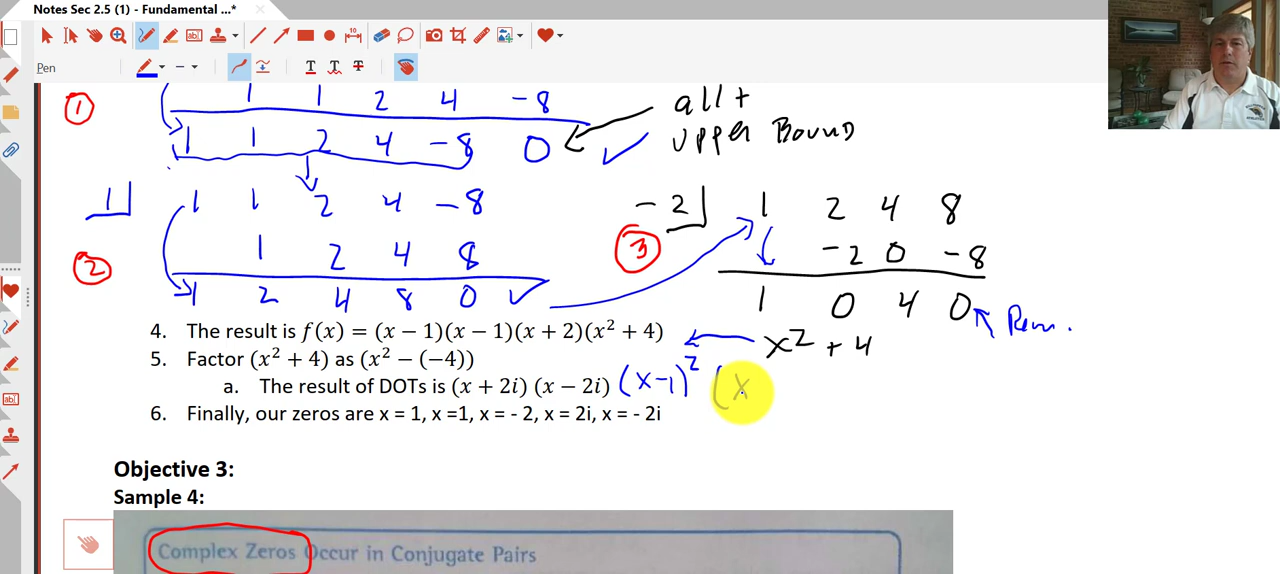 Notes Sec 2.5 (1) - Fundamental ...* ×
Pen
T T T
① 1 1 2 4 -8
1 1 2 4 -8 0 ✓
all +
upper Bound
1 1 1 2 4 -8
② 1 2 4 8
1 2 4 8 0 ✓
-2 1 2 4 8
③ -2 0 -8
1 0 4 0 Rem.
x² + 4
4. The result is f(x) = (x − 1)(x − 1)(x + 2)(x² + 4)
5. Factor (x² + 4) as (x² − (−4))
a. The result of DOTs is (x + 2i) (x − 2i) (x-1)² (x
6. Finally, our zeros are x = 1, x =1, x = - 2, x = 2i, x = - 2i
Objective 3:
Sample 4:
Complex Zeros Occur in Conjugate Pairs